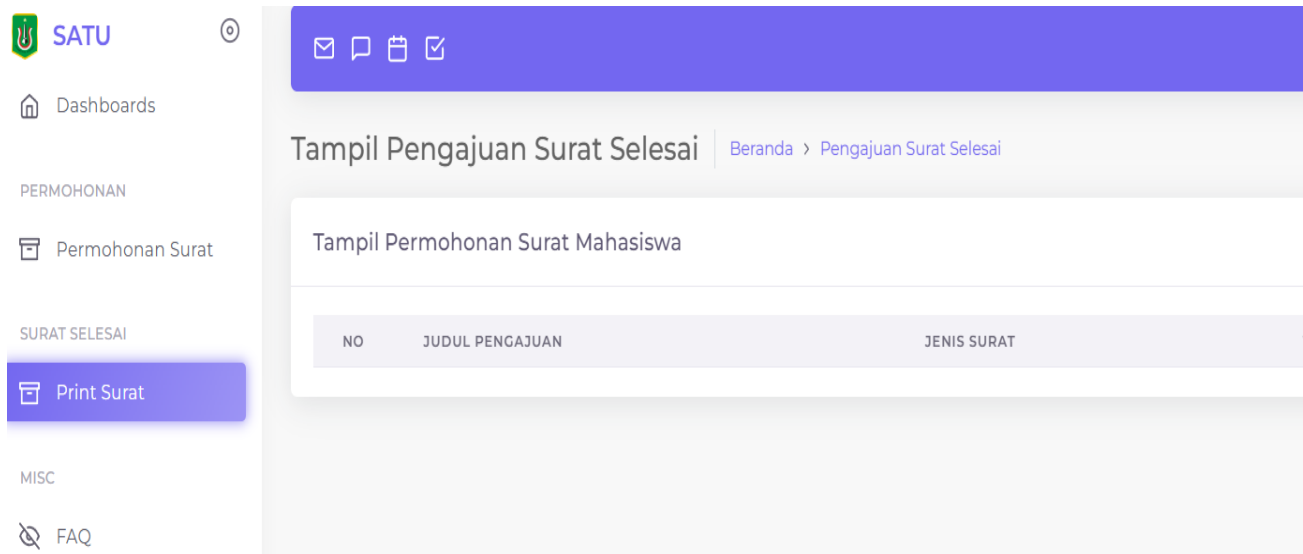 SATU
Dashboards
PERMOHONAN
Permohonan Surat
SURAT SELESAI
Print Surat
MISC
FAQ
Tampil Pengajuan Surat Selesai
Beranda > Pengajuan Surat Selesai
Tampil Permohonan Surat Mahasiswa
NO JUDUL PENGAJUAN JENIS SURAT